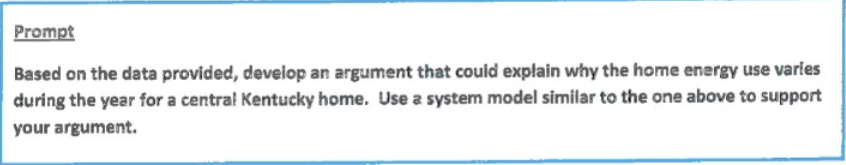 Prompt
Based on the data provided, develop an argument that could explain why the home energy use varies
during the year for a central Kentucky home. Use a system model similar to the one above to support
your argument.